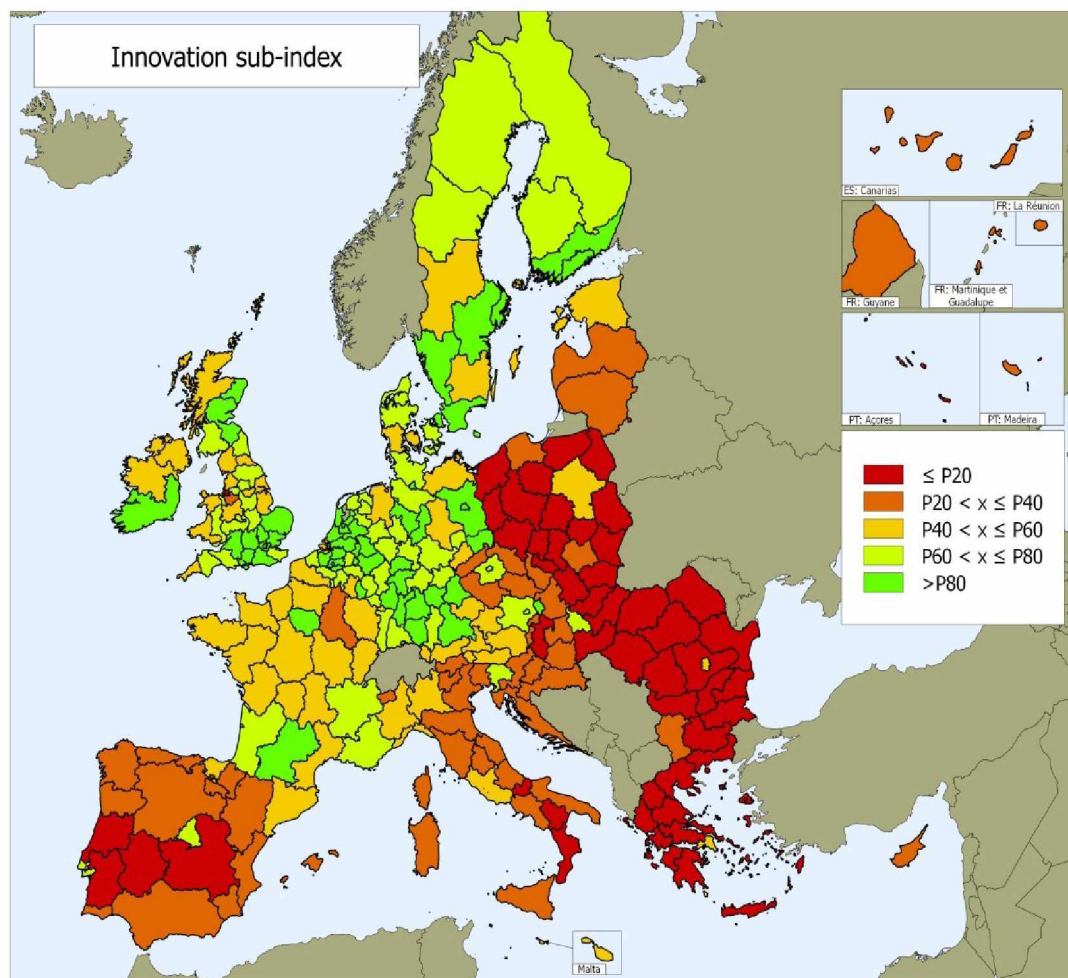 Innovation sub-index
ES: Canarias
FR: La Réunion
FR: Guyane
FR: Martinique et
Guadalupe
PT: Açores
PT: Madeira
≤ P20
P20 < x ≤ P40
P40 < x ≤ P60
P60 < x ≤ P80
>P80
Malta